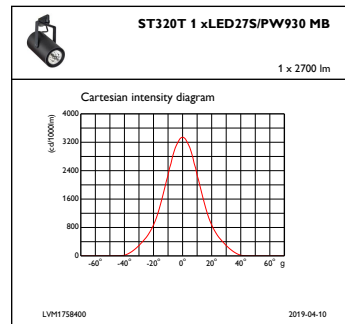 ST320T 1 xLED27S/PW930 MB
1 x 2700 lm
Cartesian intensity diagram
(cd/1000lm)
4000
3200
2400
1600
800
0
-60° -40° -20° 0° 20° 40° 60° g
LVM1758400 2019-04-10